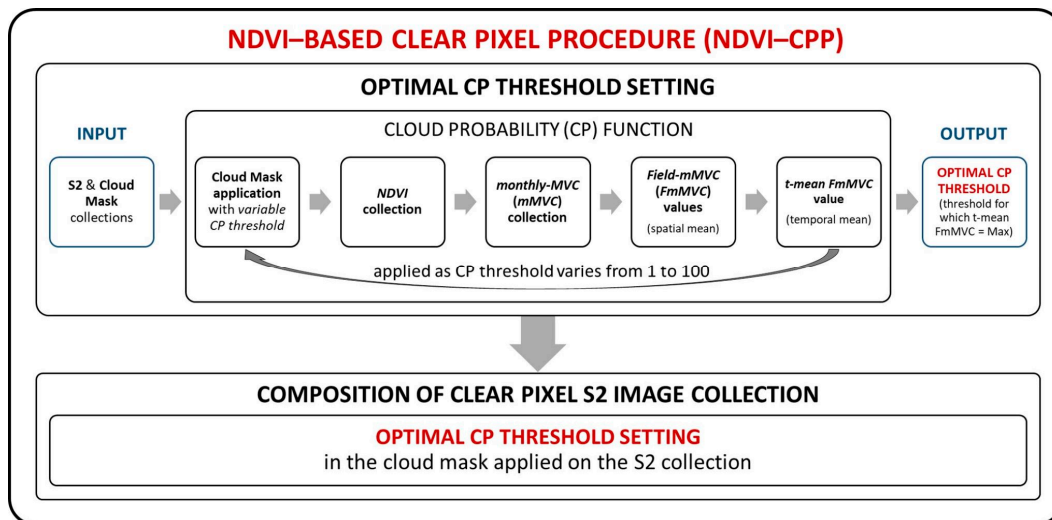 NDVI–BASED CLEAR PIXEL PROCEDURE (NDVI–CPP)
OPTIMAL CP THRESHOLD SETTING
CLOUD PROBABILITY (CP) FUNCTION
INPUT
S2 & Cloud
Mask
collections
Cloud Mask
application
with variable
CP threshold
NDVI
collection
monthly-MVC
(mMVC)
collection
Field-mMVC
(FmMVC)
values
(spatial mean)
t-mean FmMVC
value
(temporal mean)
applied as CP threshold varies from 1 to 100
OUTPUT
OPTIMAL CP
THRESHOLD
(threshold for
which t-mean
FmMVC = Max)
COMPOSITION OF CLEAR PIXEL S2 IMAGE COLLECTION
OPTIMAL CP THRESHOLD SETTING
in the cloud mask applied on the S2 collection